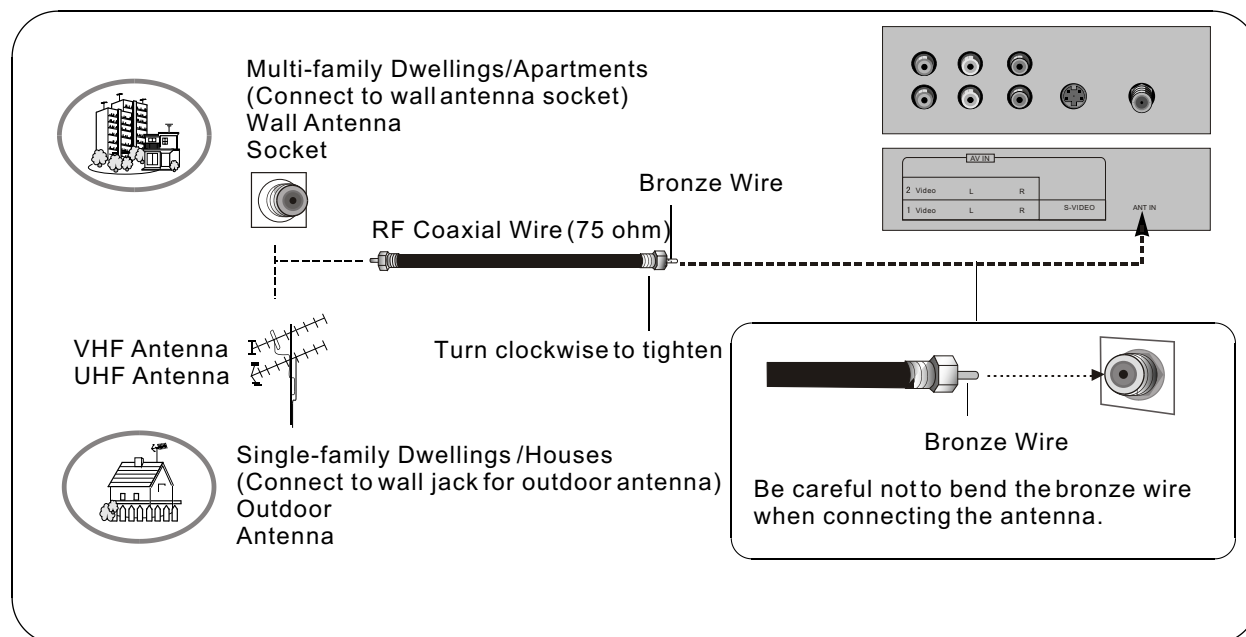 Multi-family Dwellings/Apartments
(Connect to wall antenna socket)
Wall Antenna
Socket
Bronze Wire
RF Coaxial Wire (75 ohm)
AV IN
2 Video L R
1 Video L R S-VIDEO ANT IN
VHF Antenna
UHF Antenna
Turn clockwise to tighten
Single-family Dwellings /Houses
(Connect to wall jack for outdoor antenna)
Outdoor
Antenna
Bronze Wire
Be careful not to bend the bronze wire
when connecting the antenna.